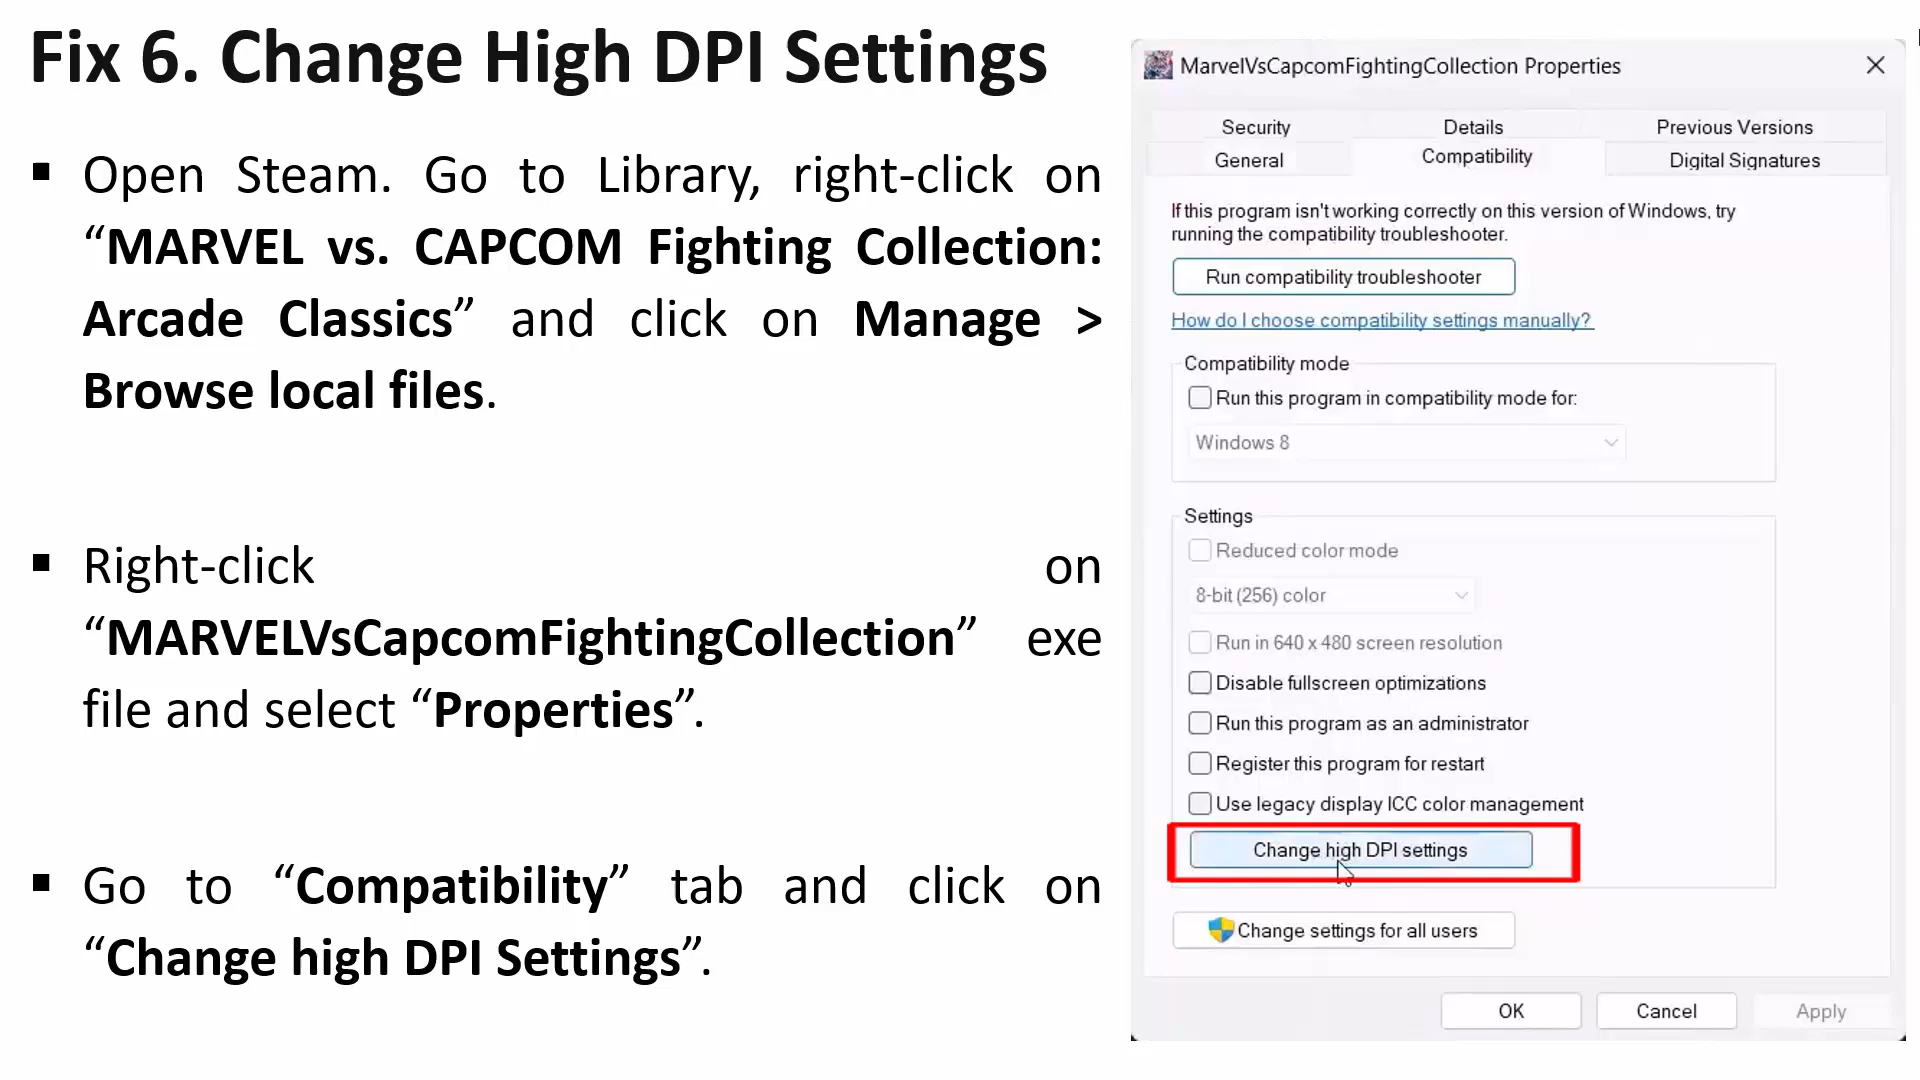 Fix 6. Change High DPI Settings
▪ Open Steam. Go to Library, right-click on
“MARVEL vs. CAPCOM Fighting Collection:
Arcade Classics” and click on Manage >
Browse local files.
▪ Right-click on
“MARVELVsCapcomFightingCollection” exe
file and select “Properties”.
▪ Go to “Compatibility” tab and click on
“Change high DPI Settings”.
MarvelVsCapcomFightingCollection Properties
Security Details Previous Versions
General Compatibility Digital Signatures
If this program isn't working correctly on this version of Windows, try
running the compatibility troubleshooter.
Run compatibility troubleshooter
How do I choose compatibility settings manually?
Compatibility mode
Run this program in compatibility mode for:
Windows 8
Settings
Reduced color mode
8-bit (256) color
Run in 640 x 480 screen resolution
Disable fullscreen optimizations
Run this program as an administrator
Register this program for restart
Use legacy display ICC color management
Change high DPI settings
Change settings for all users
OK Cancel Apply